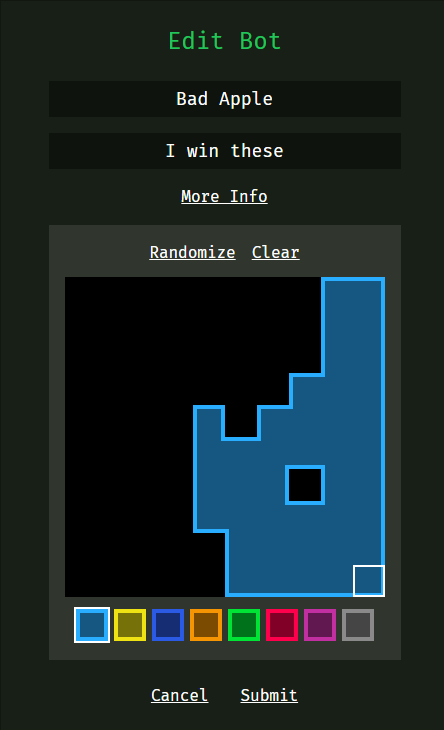 Edit Bot
Bad Apple
I win these
More Info
Randomize Clear
Cancel Submit